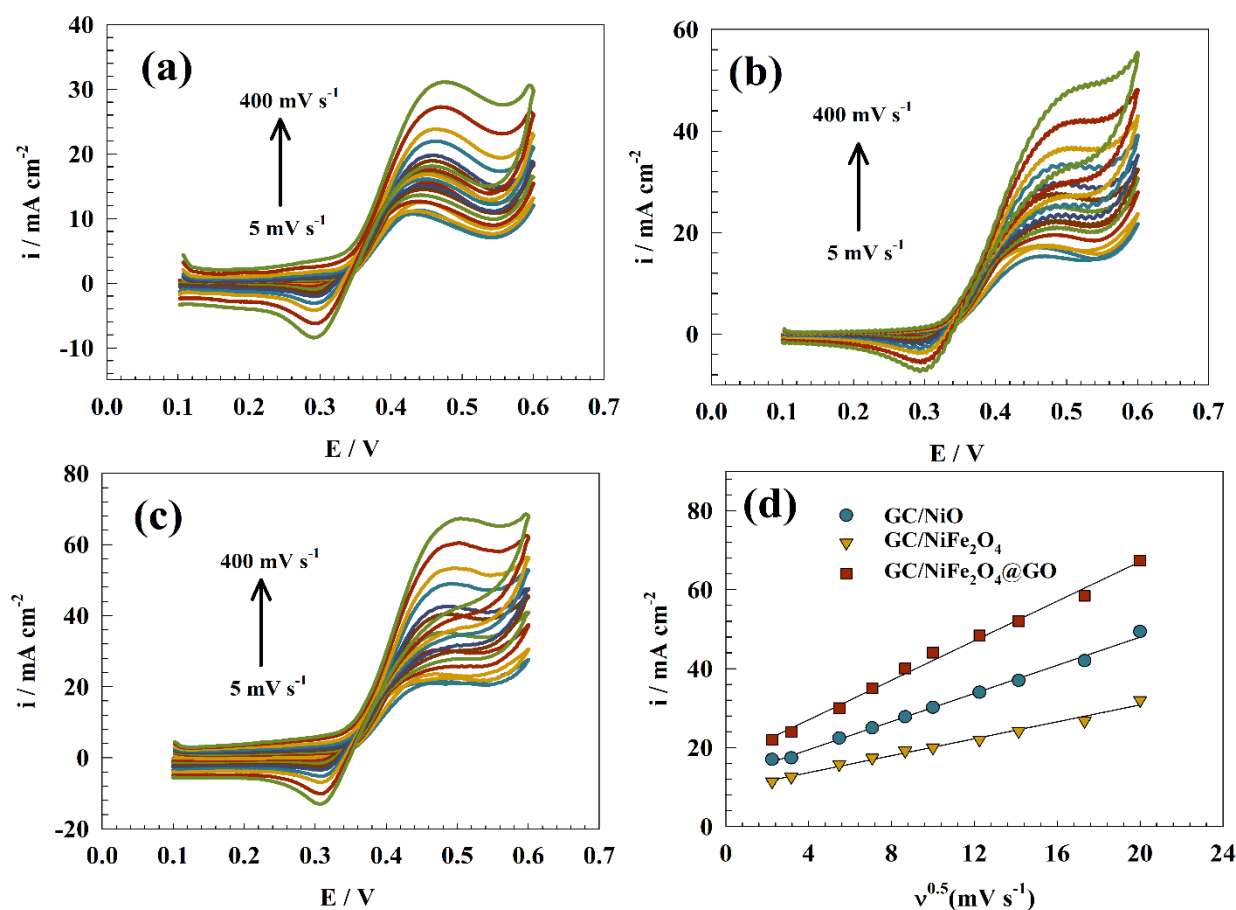 (a)
400 mV s⁻¹
5 mV s⁻¹
i / mA cm⁻²
40
30
20
10
0
-10
0.0 0.1 0.2 0.3 0.4 0.5 0.6 0.7
E / V
(b)
400 mV s⁻¹
5 mV s⁻¹
i / mA cm⁻²
60
40
20
0
0.0 0.1 0.2 0.3 0.4 0.5 0.6 0.7
E / V
(c)
400 mV s⁻¹
5 mV s⁻¹
i / mA cm⁻²
80
60
40
20
0
-20
0.0 0.1 0.2 0.3 0.4 0.5 0.6 0.7
E / V
(d)
GC/NiO
GC/NiFe₂O₄
GC/NiFe₂O₄@GO
i / mA cm⁻²
80
60
40
20
0
0 4 8 12 16 20 24
ν⁰·⁵(mV s⁻¹)